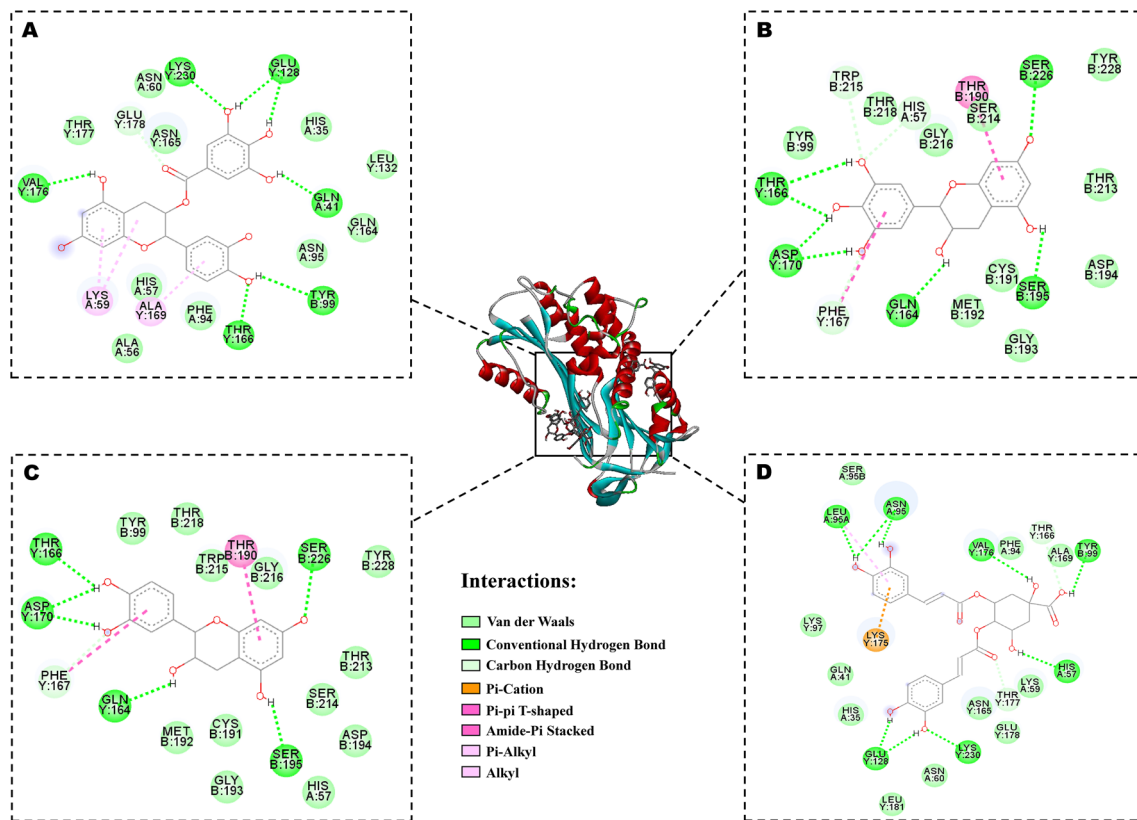 A
LYS
Y:230
GLU
Y:128
ASN
A:60
GLU
Y:178
THR
Y:177
ASN
Y:165
HIS
A:35
LEU
Y:132
VAL
Y:176
GLN
A:41
GLN
Y:164
ASN
A:95
LYS
A:59
HIS
A:57
ALA
Y:169
PHE
A:94
TYR
B:99
THR
Y:166
ALA
A:56
H
H
H
H
H
O
O
O
B
TRP
B:215
THR
B:218
HIS
A:57
THR
B:190
SER
B:214
SER
B:226
TYR
B:228
TYR
B:99
GLY
B:216
THR
Y:166
THR
B:213
ASP
Y:170
GLN
Y:164
CYS
B:191
SER
B:195
ASP
B:194
PHE
Y:167
MET
B:192
GLY
B:193
H
H
H
H
H
C
THR
Y:166
TYR
B:99
THR
B:218
TRP
B:215
THR
B:190
GLY
B:216
SER
B:226
TYR
B:228
ASP
Y:170
PHE
Y:167
THR
B:213
GLN
Y:164
SER
B:214
MET
B:192
CYS
B:191
ASP
B:194
SER
B:195
GLY
B:193
HIS
A:57
H
H
H
H
Interactions:
Van der Waals
Conventional Hydrogen Bond
Carbon Hydrogen Bond
Pi-Cation
Pi-pi T-shaped
Amide-Pi Stacked
Pi-Alkyl
Alkyl
D
SER
A:95B
LEU
A:95A
ASN
A:95
VAL
Y:176
PHE
A:94
THR
Y:166
ALA
A:169
TYR
B:99
LYS
A:97
LYS
Y:175
HIS
A:57
GLN
A:41
HIS
A:35
ASN
Y:165
THR
Y:177
LYS
A:59
GLU
Y:178
GLU
Y:128
LYS
Y:230
ASN
A:60
LEU
Y:181
H
H
H
H
H
H
H